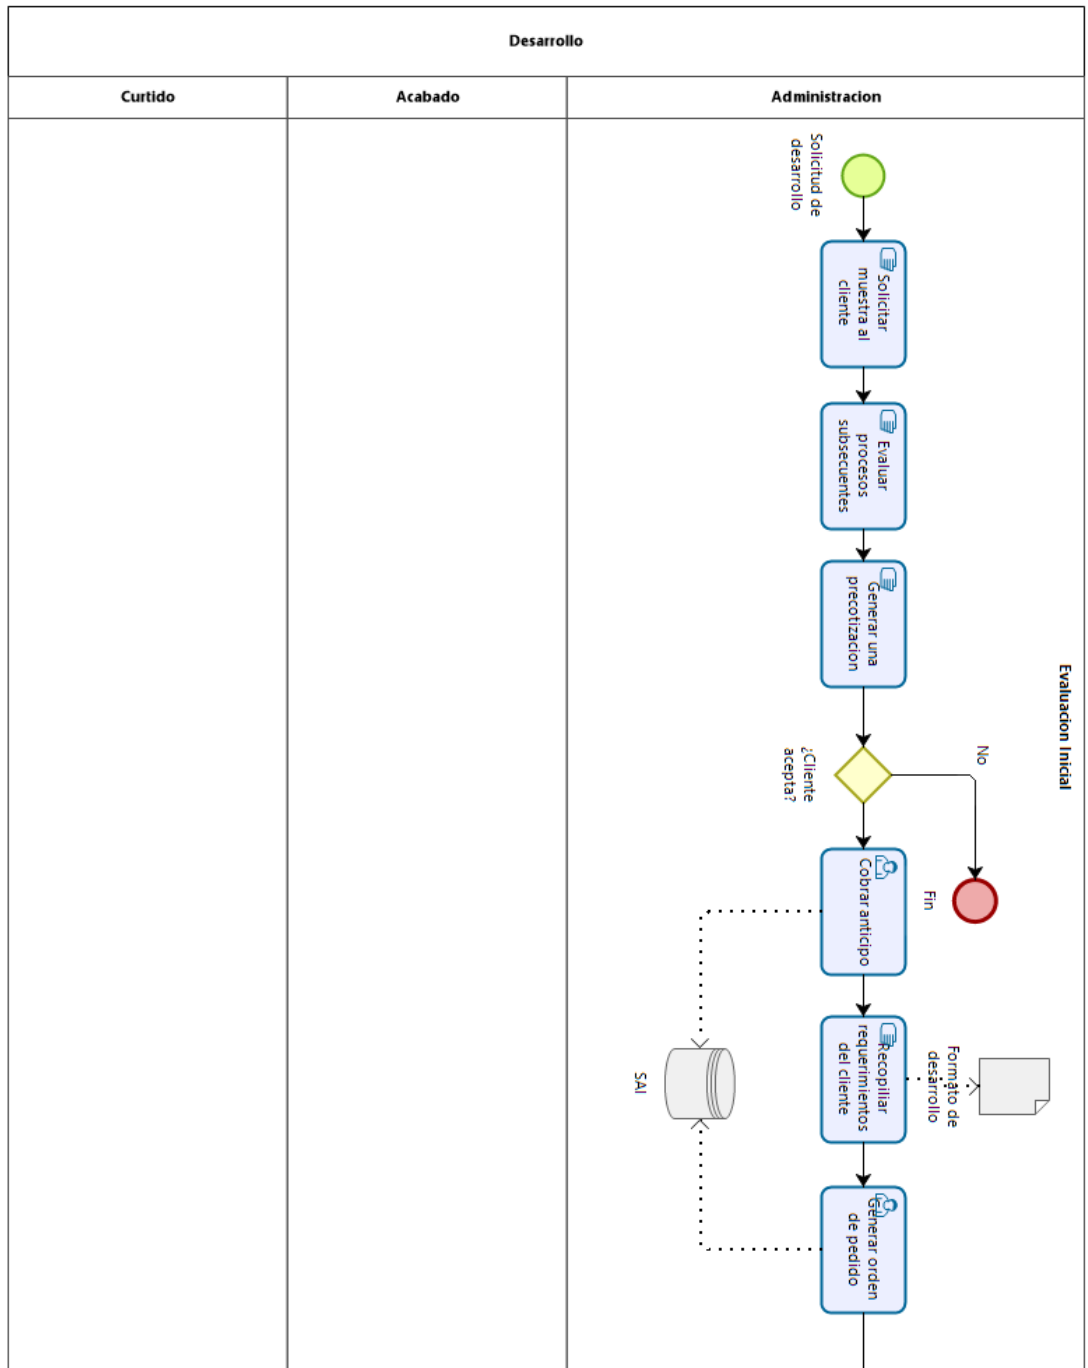 Desarrollo
Curtido
Acabado
Administracion
Evaluacion Inicial
Solicitud de
desarrollo
Solicitar
muestra al
cliente
Evaluar
procesos
subsecuentes
Generar una
precotizacion
¿Cliente
acepta?
No
Fin
Cobrar anticipo
Recopiliar
requerimientos
del cliente
Formato de
desarrollo
SAI
Generar orden
de pedido